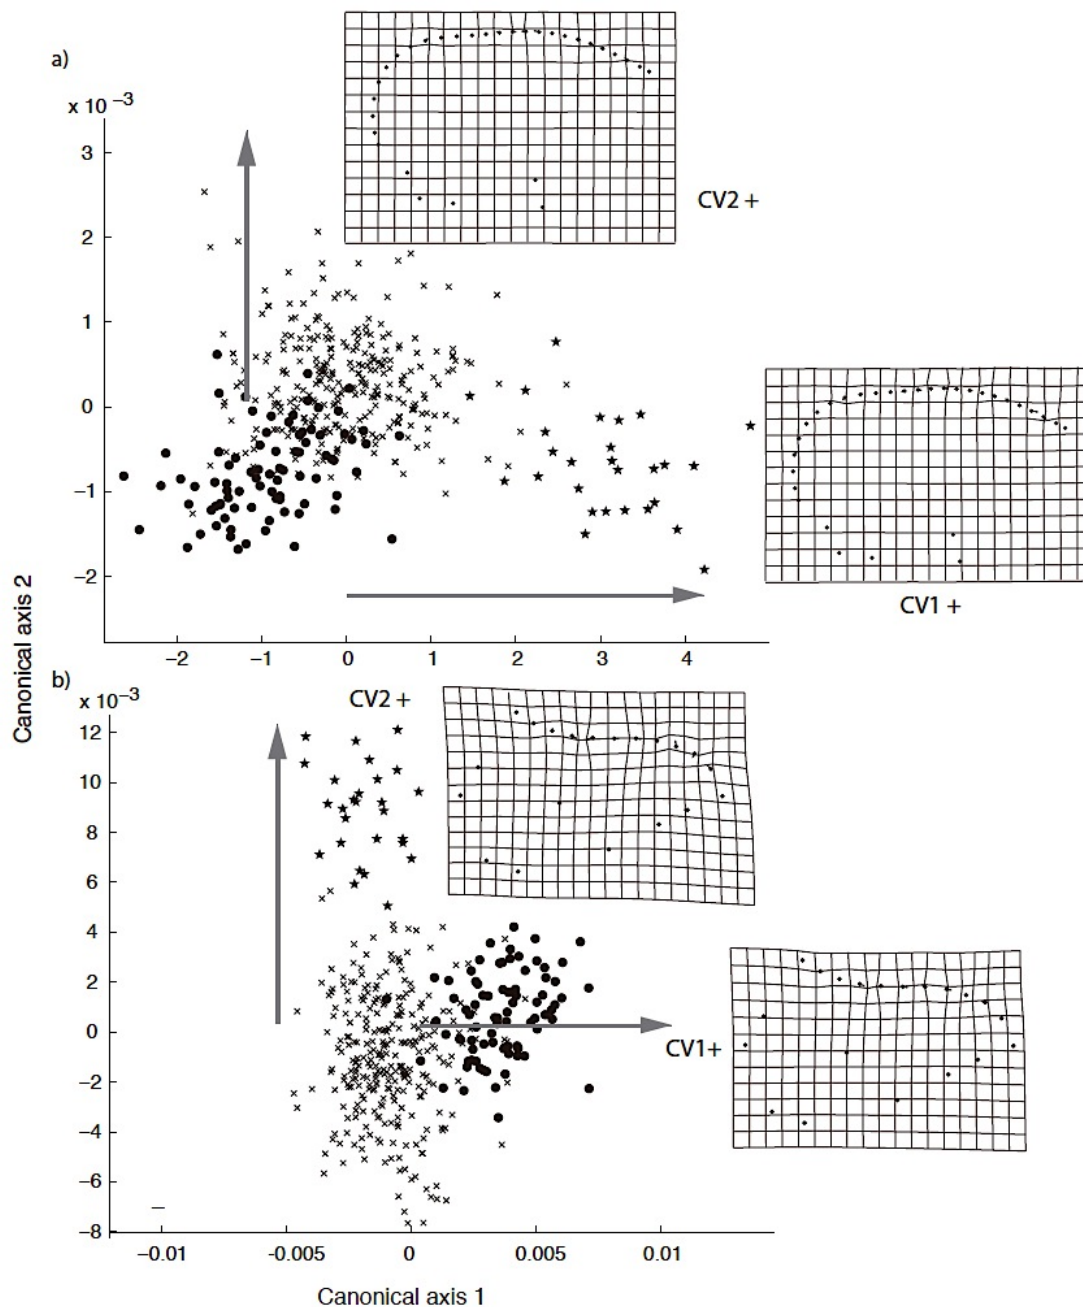 a)
x 10 –3
3
2
1
0
–1
–2
CV2 +
CV1 +
–2 –1 0 1 2 3 4
Canonical axis 2
b)
x 10 –3
CV2 +
12
10
8
6
4
2
0
–2
–4
–6
–8
CV1+
–0.01 -0.005 0 0.005 0.01
Canonical axis 1